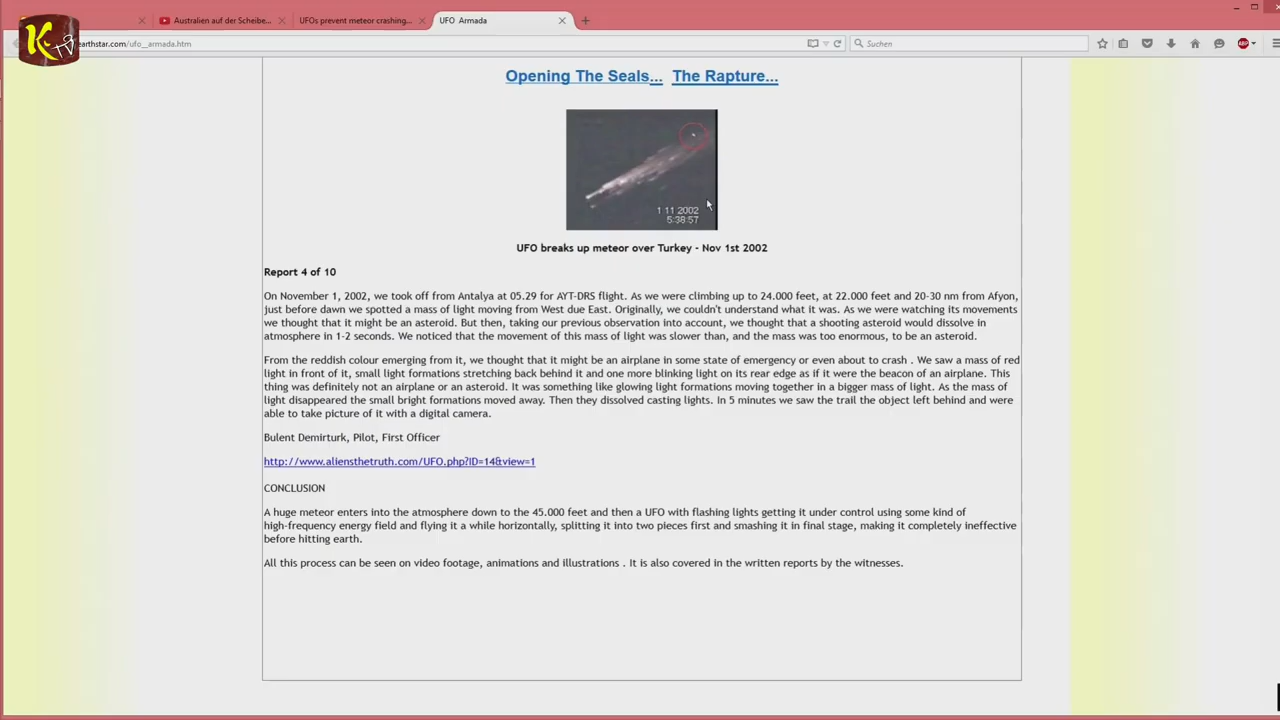 Australien auf der Scheibe...
UFOs prevent meteor crashing...
UFO Armada
earthstar.com/ufo__armada.htm
Suchen
ABP
K TV
Opening The Seals... The Rapture...
1 11 2002
5:38:57
UFO breaks up meteor over Turkey - Nov 1st 2002
Report 4 of 10
On November 1, 2002, we took off from Antalya at 05.29 for AYT-DRS flight. As we were climbing up to 24.000 feet, at 22.000 feet and 20-30 nm from Afyon,
just before dawn we spotted a mass of light moving from West due East. Originally, we couldn't understand what it was. As we were watching its movements
we thought that it might be an asteroid. But then, taking our previous observation into account, we thought that a shooting asteroid would dissolve in
atmosphere in 1-2 seconds. We noticed that the movement of this mass of light was slower than, and the mass was too enormous, to be an asteroid.
From the reddish colour emerging from it, we thought that it might be an airplane in some state of emergency or even about to crash . We saw a mass of red
light in front of it, small light formations stretching back behind it and one more blinking light on its rear edge as if it were the beacon of an airplane. This
thing was definitely not an airplane or an asteroid. It was something like glowing light formations moving together in a bigger mass of light. As the mass of
light disappeared the small bright formations moved away. Then they dissolved casting lights. In 5 minutes we saw the trail the object left behind and were
able to take picture of it with a digital camera.
Bulent Demirturk, Pilot, First Officer
http://www.aliensthetruth.com/UFO.php?ID=14&view=1
CONCLUSION
A huge meteor enters into the atmosphere down to the 45.000 feet and then a UFO with flashing lights getting it under control using some kind of
high-frequency energy field and flying it a while horizontally, splitting it into two pieces first and smashing it in final stage, making it completely ineffective
before hitting earth.
All this process can be seen on video footage, animations and illustrations . It is also covered in the written reports by the witnesses.